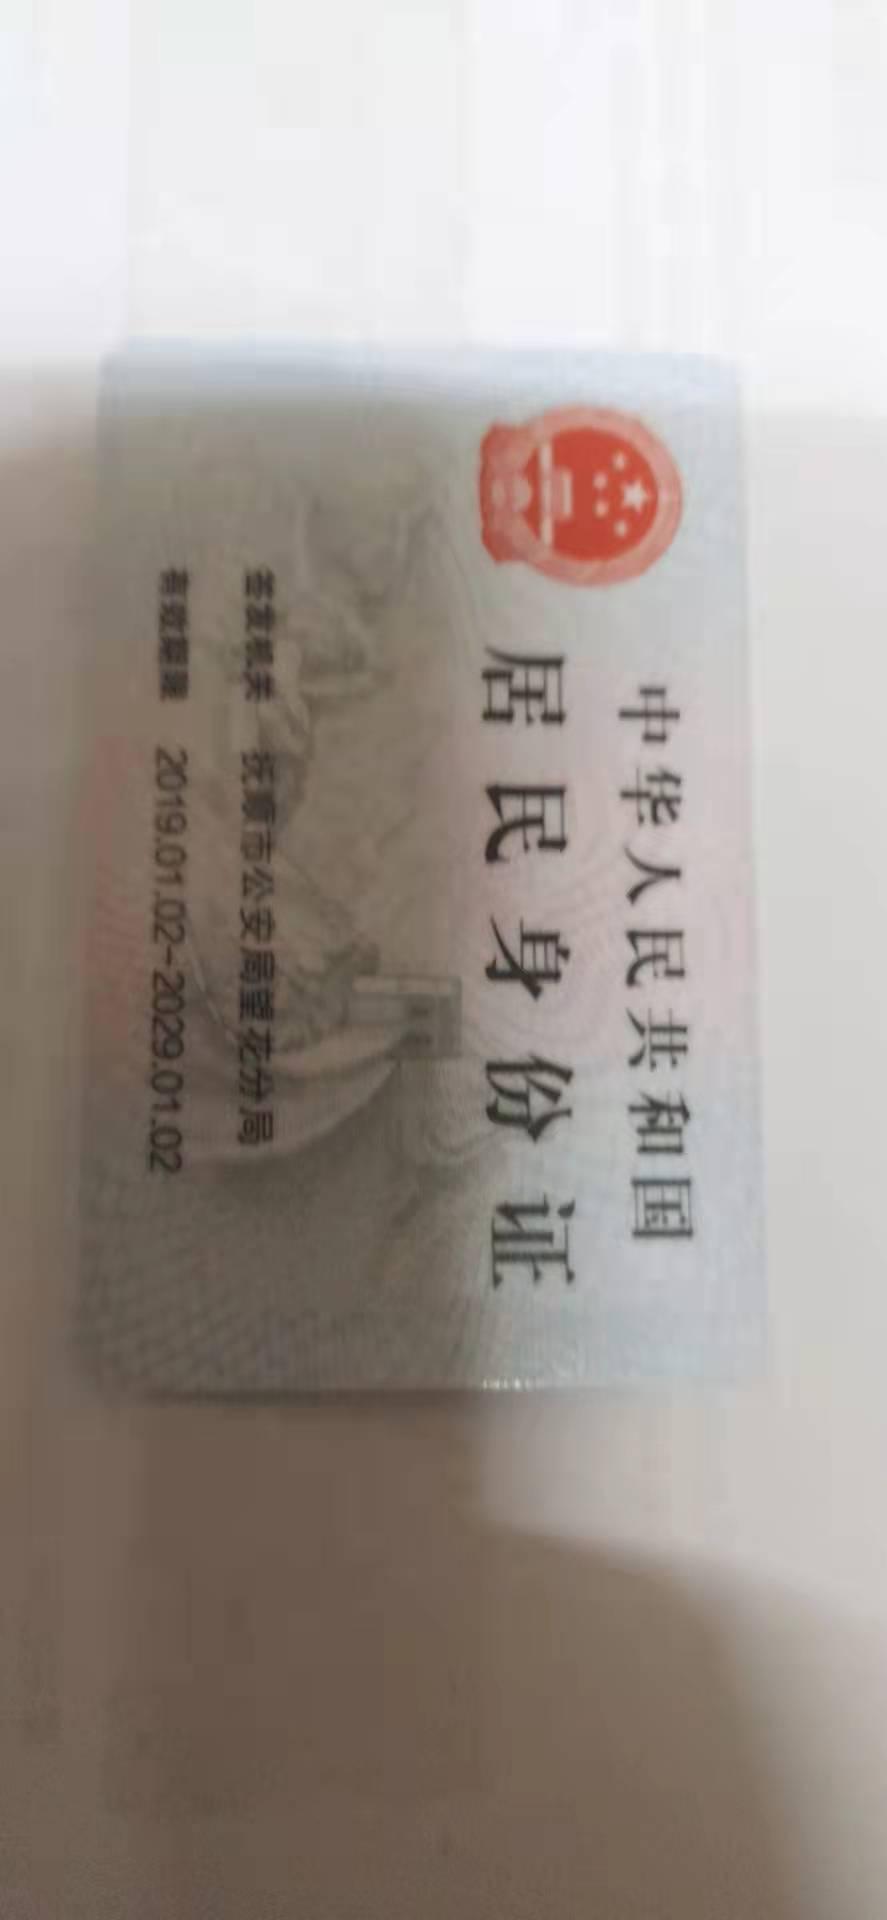 中华人民共和国
居民身份证
签发机关 抚顺市公安局望花分局
有效期限 2019.01.02-2029.01.02